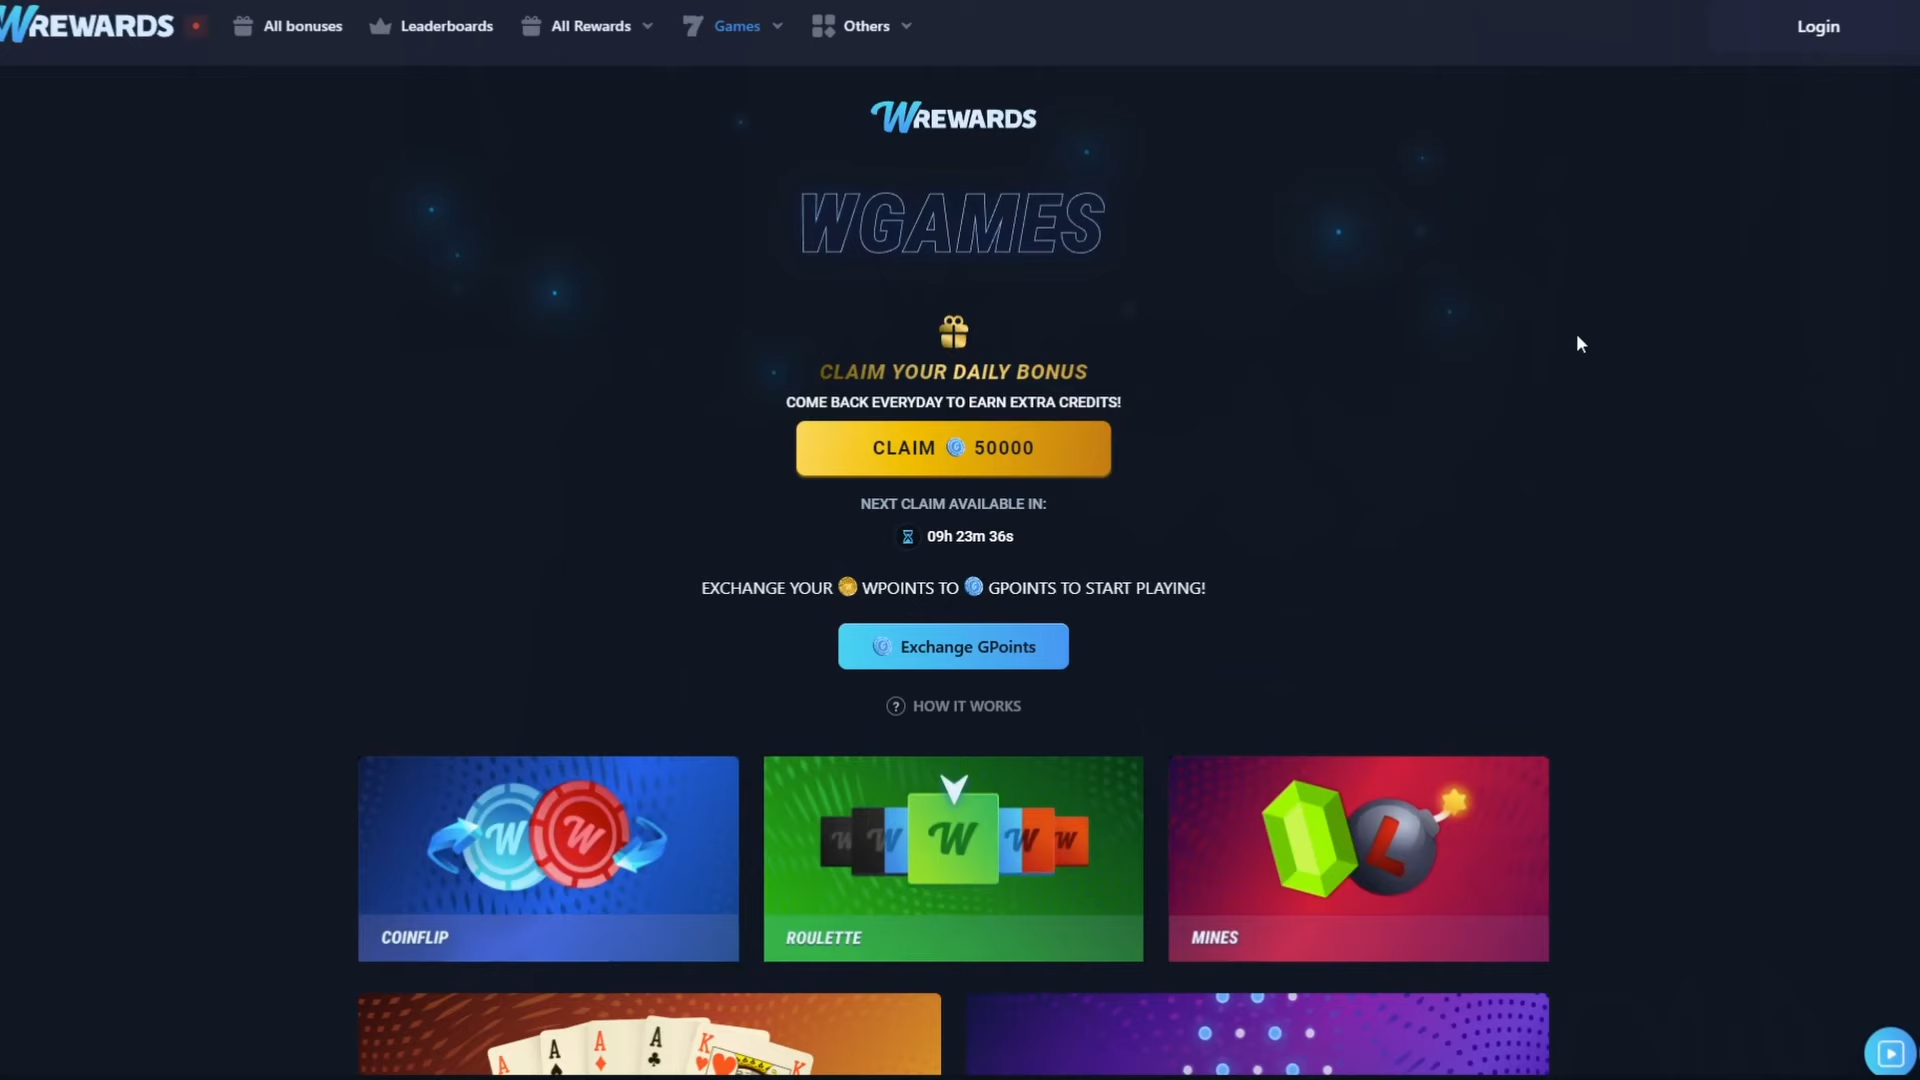 WREWARDS
All bonuses
Leaderboards
All Rewards
Games
Others
Login
WREWARDS
WGAMES
CLAIM YOUR DAILY BONUS
COME BACK EVERYDAY TO EARN EXTRA CREDITS!
CLAIM 50000
NEXT CLAIM AVAILABLE IN:
09h 23m 36s
EXCHANGE YOUR WPOINTS TO GPOINTS TO START PLAYING!
Exchange GPoints
? HOW IT WORKS
W W
W W W W W
L
COINFLIP
ROULETTE
MINES
A A A A K K